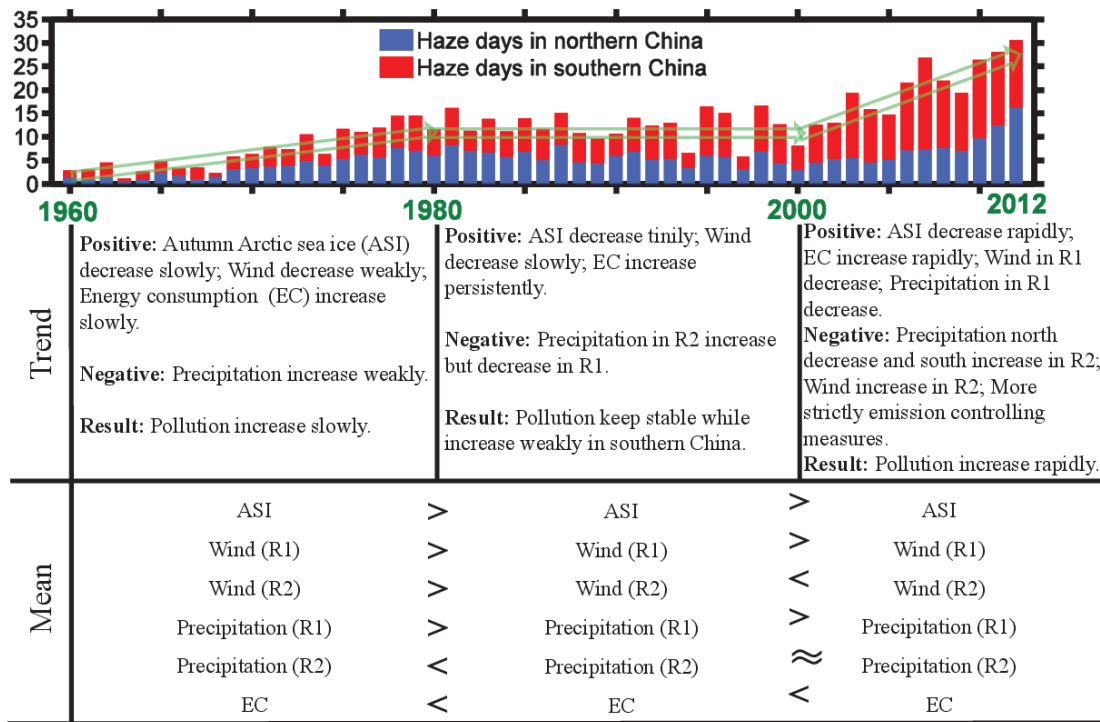 35
30
25
20
15
10
5
0
Haze days in northern China
Haze days in southern China
1960
1980
2000
2012
Trend
Positive: Autumn Arctic sea ice (ASI)
decrease slowly; Wind decrease weakly;
Energy consumption (EC) increase
slowly.
Negative: Precipitation increase weakly.
Result: Pollution increase slowly.
Positive: ASI decrease tinily; Wind
decrease slowly; EC increase
persistently.
Negative: Precipitation in R2 increase
but decrease in R1.
Result: Pollution keep stable while
increase weakly in southern China.
Positive: ASI decrease rapidly;
EC increase rapidly; Wind in R1
decrease; Precipitation in R1
decrease.
Negative: Precipitation north
decrease and south increase in R2;
Wind increase in R2; More
strictly emission controlling
measures.
Result: Pollution increase rapidly.
Mean
ASI > ASI > ASI
Wind (R1) > Wind (R1) > Wind (R1)
Wind (R2) > Wind (R2) < Wind (R2)
Precipitation (R1) > Precipitation (R1) > Precipitation (R1)
Precipitation (R2) < Precipitation (R2) ≈ Precipitation (R2)
EC < EC < EC